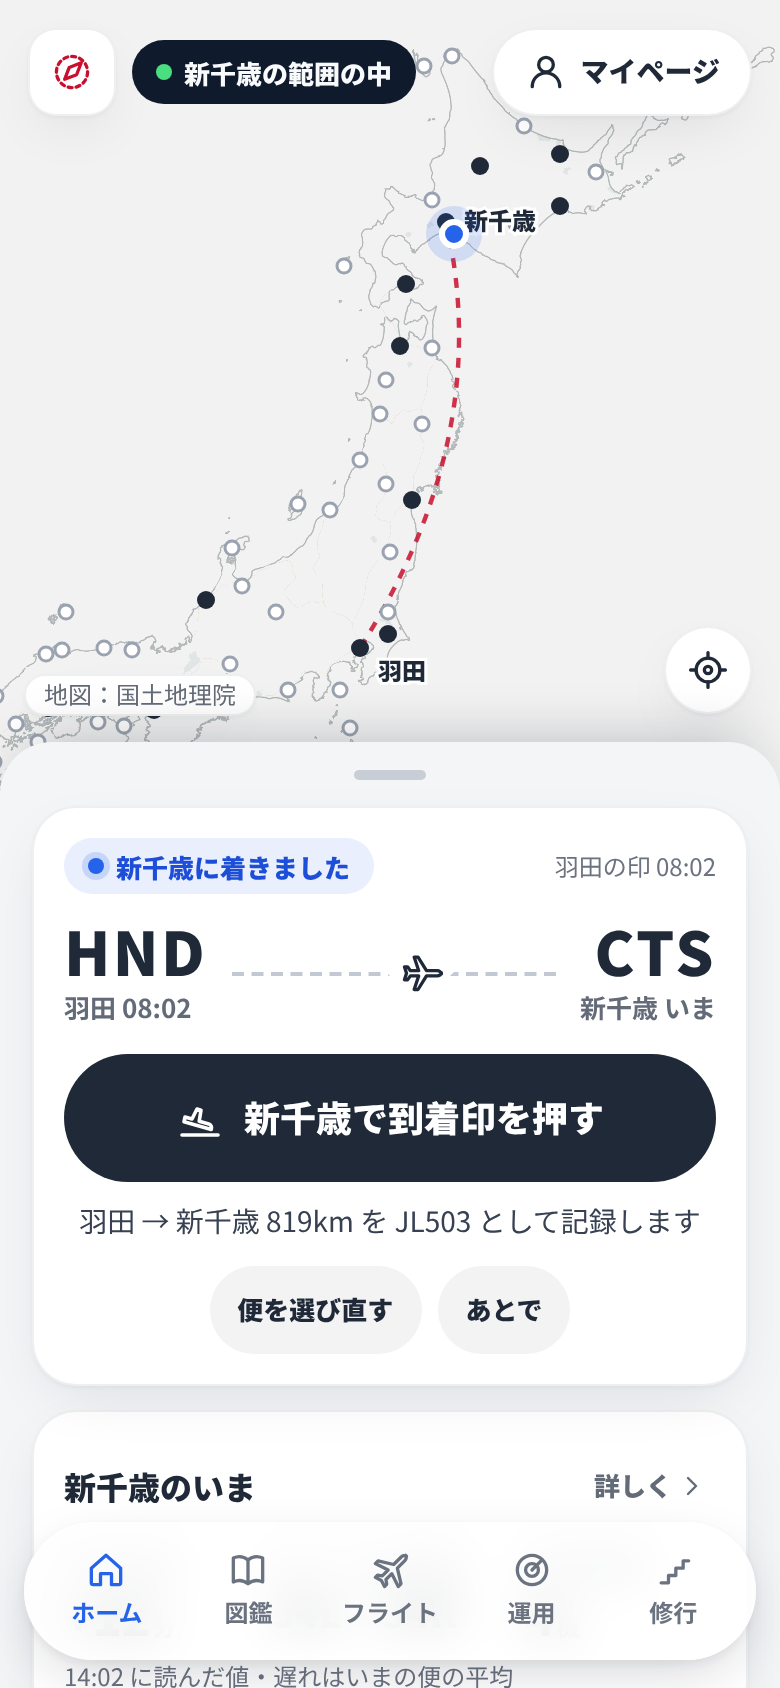 新千歳の範囲の中
マイページ
新千歳
羽田
地図：国土地理院
新千歳に着きました
羽田の印 08:02
HND
CTS
羽田 08:02
新千歳 いま
新千歳で到着印を押す
羽田 → 新千歳 819km を JL503 として記録します
便を選び直す
あとで
新千歳のいま
詳しく
ホーム
図鑑
フライト
運用
修行
14:02 に読んだ値・遅れはいまの便の平均